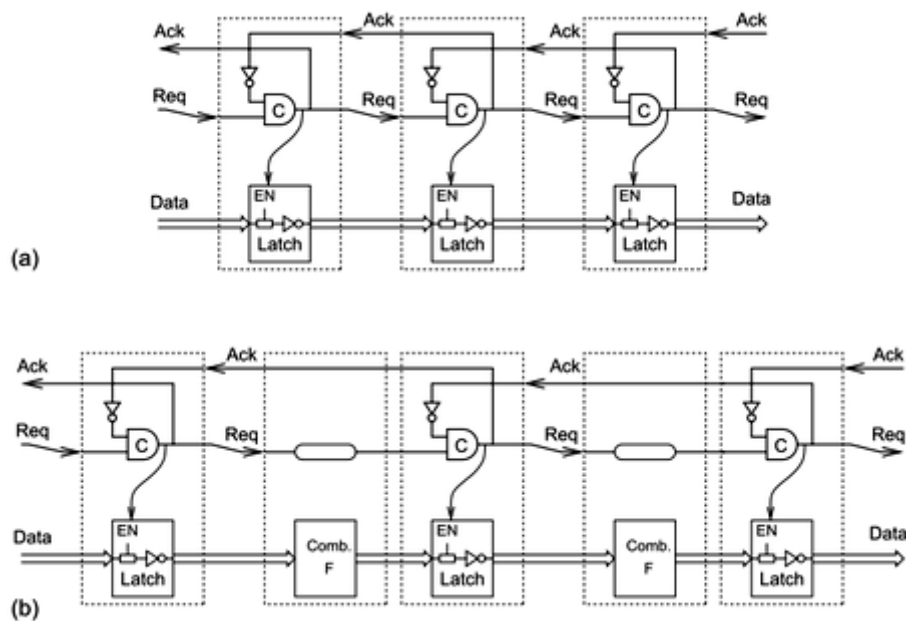 Ack Ack Ack Ack
Req C Req C Req C Req
EN EN EN
Data Latch Latch Latch Data
(a)
Ack Ack Ack Ack
Req C Req C Req C Req
EN EN EN
Data Latch Comb. F Latch Comb. F Latch Data
(b)